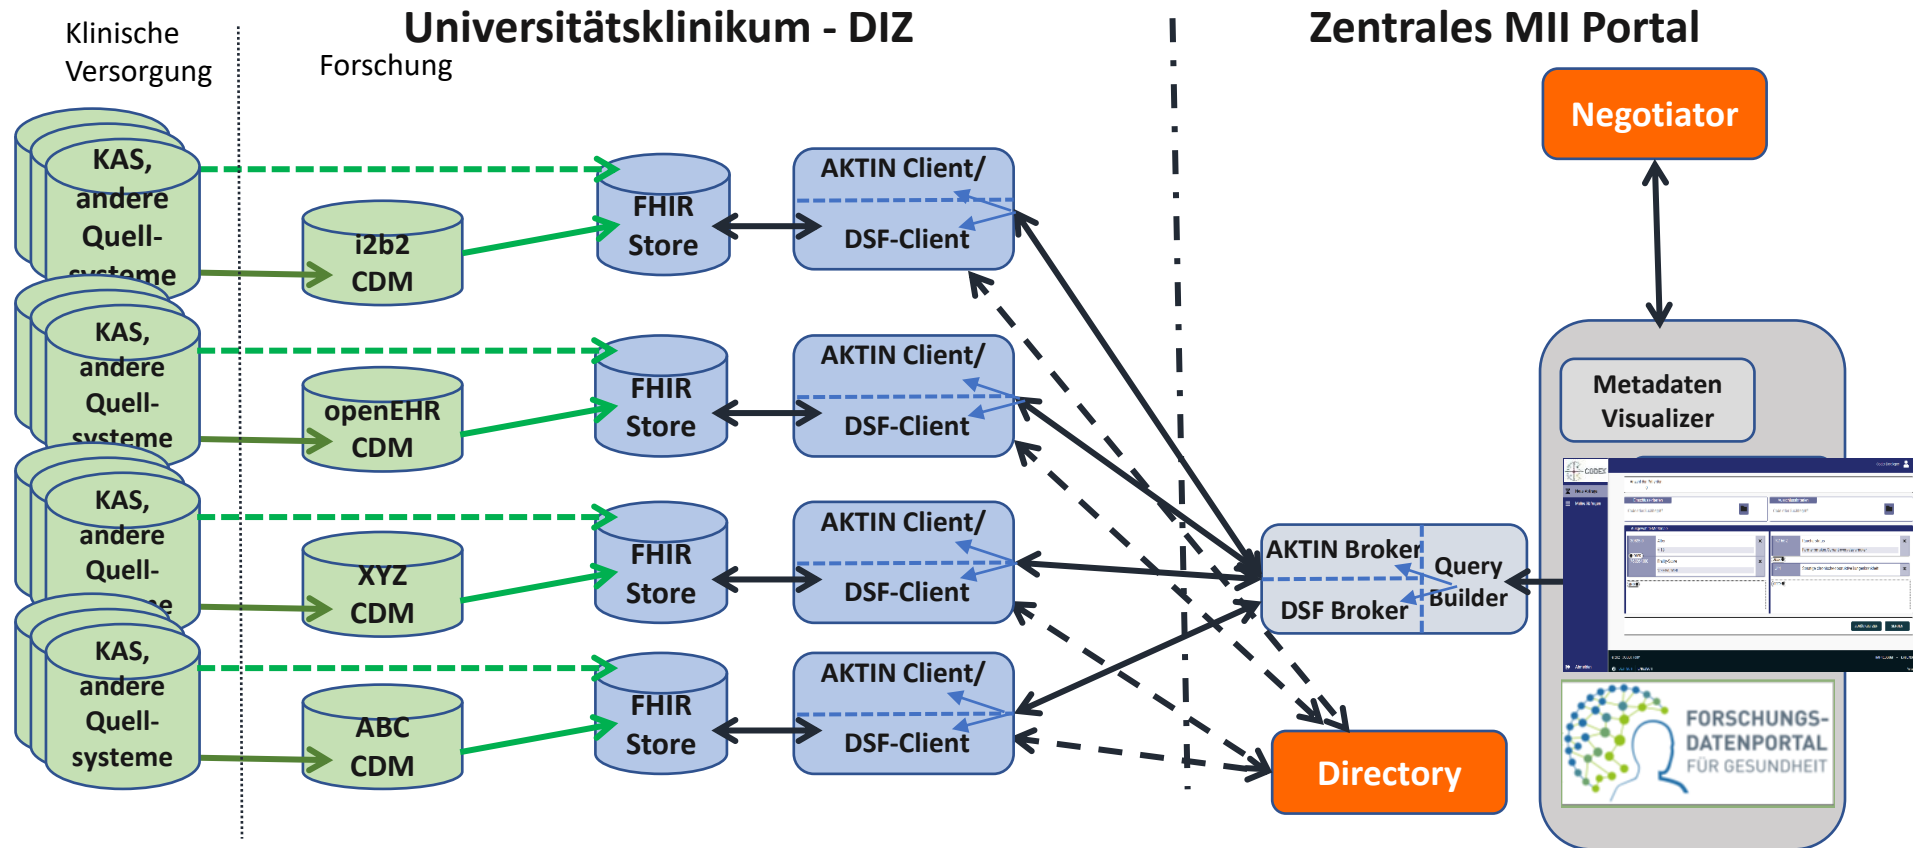 Universitätsklinikum - DIZ
Zentrales MII Portal
Klinische
Versorgung
Forschung
KAS,
andere
Quell-
systeme
i2b2
CDM
FHIR
Store
AKTIN Client/
DSF-Client
Negotiator
KAS,
andere
Quell-
systeme
openEHR
CDM
FHIR
Store
AKTIN Client/
DSF-Client
Metadaten
Visualizer
CODEX
KAS,
andere
Quell-
XYZ
CDM
FHIR
Store
AKTIN Client/
DSF-Client
AKTIN Broker
DSF Broker
Query
Builder
KAS,
andere
Quell-
systeme
ABC
CDM
FHIR
Store
AKTIN Client/
DSF-Client
Directory
FORSCHUNGS-
DATENPORTAL
FÜR GESUNDHEIT